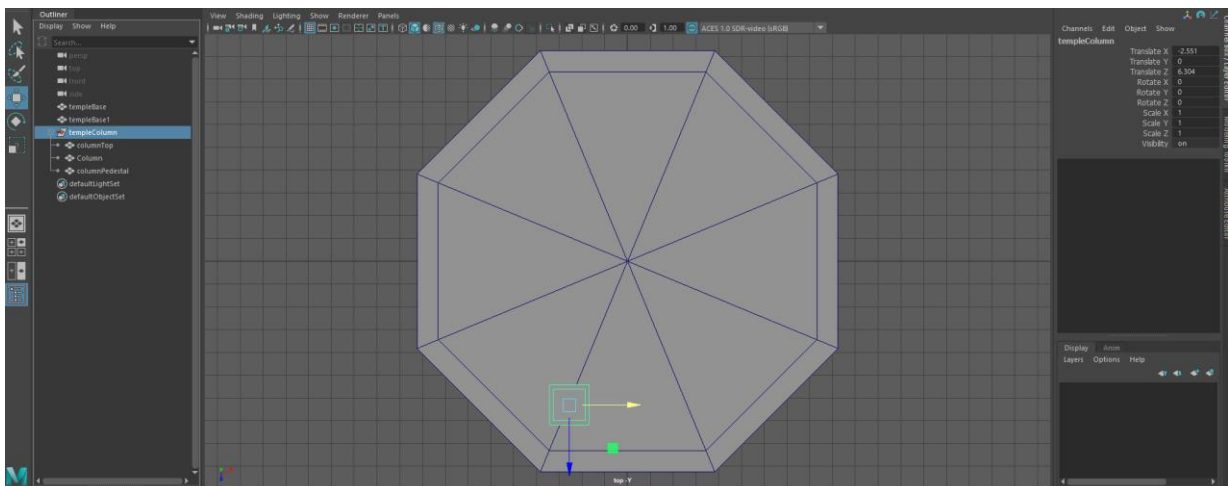 Outliner
Display Show Help
Search...
persp
top
front
side
templeBase
templeBase1
templeColumn
columnTop
Column
columnPedestal
defaultLightSet
defaultObjectSet
View Shading Lighting Show Renderer Panels
0.00 1.00 ACES 1.0 SDR-video (sRGB)
top -Y
Channels Edit Object Show
templeColumn
Translate X -2.551
Translate Y 0
Translate Z 6.304
Rotate X 0
Rotate Y 0
Rotate Z 0
Scale X 1
Scale Y 1
Scale Z 1
Visibility on
Display Anim
Layers Options Help